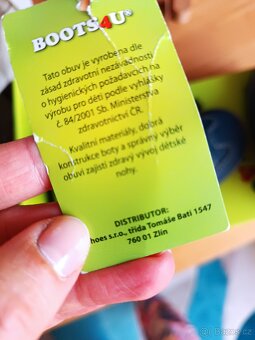 BOOTS4U®
Tato obuv je vyrobena dle
zásad zdravotní nezávadnosti
o hygienických požadavcích na
výrobu pro děti podle vyhlášky
č. 84/2001 Sb. Ministerstva
zdravotnictví ČR.
Kvalitní materiály, dobrá
konstrukce boty a správný výběr
obuvi zajistí zdravý vývoj dětské
nohy.
DISTRIBUTOR:
hoes s.r.o., třída Tomáše Bati 1547
760 01 Zlín